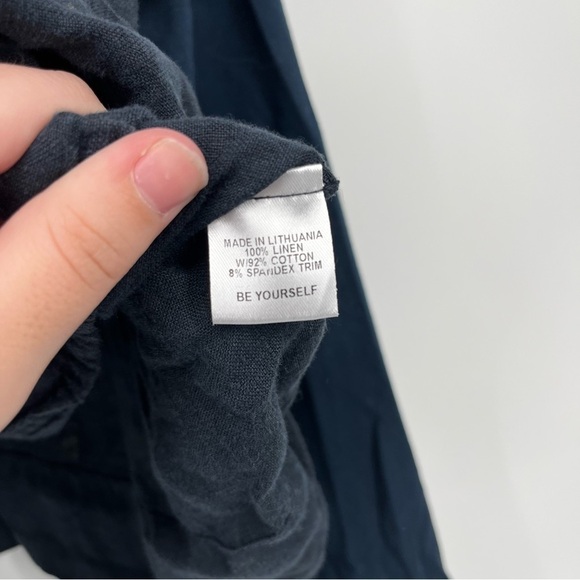 MADE IN LITHUANIA
100% LINEN
W/92% COTTON
8% SPANDEX TRIM
BE YOURSELF